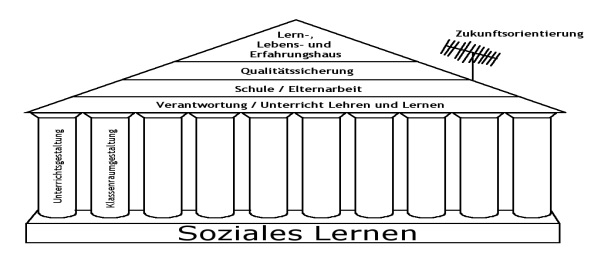 Zukunftsorientierung
Lern-,
Lebens- und
Erfahrungshaus
Qualitätssicherung
Schule / Elternarbeit
Verantwortung / Unterricht Lehren und Lernen
Unterrichtsgestaltung
Klassenraumgestaltung
Soziales Lernen